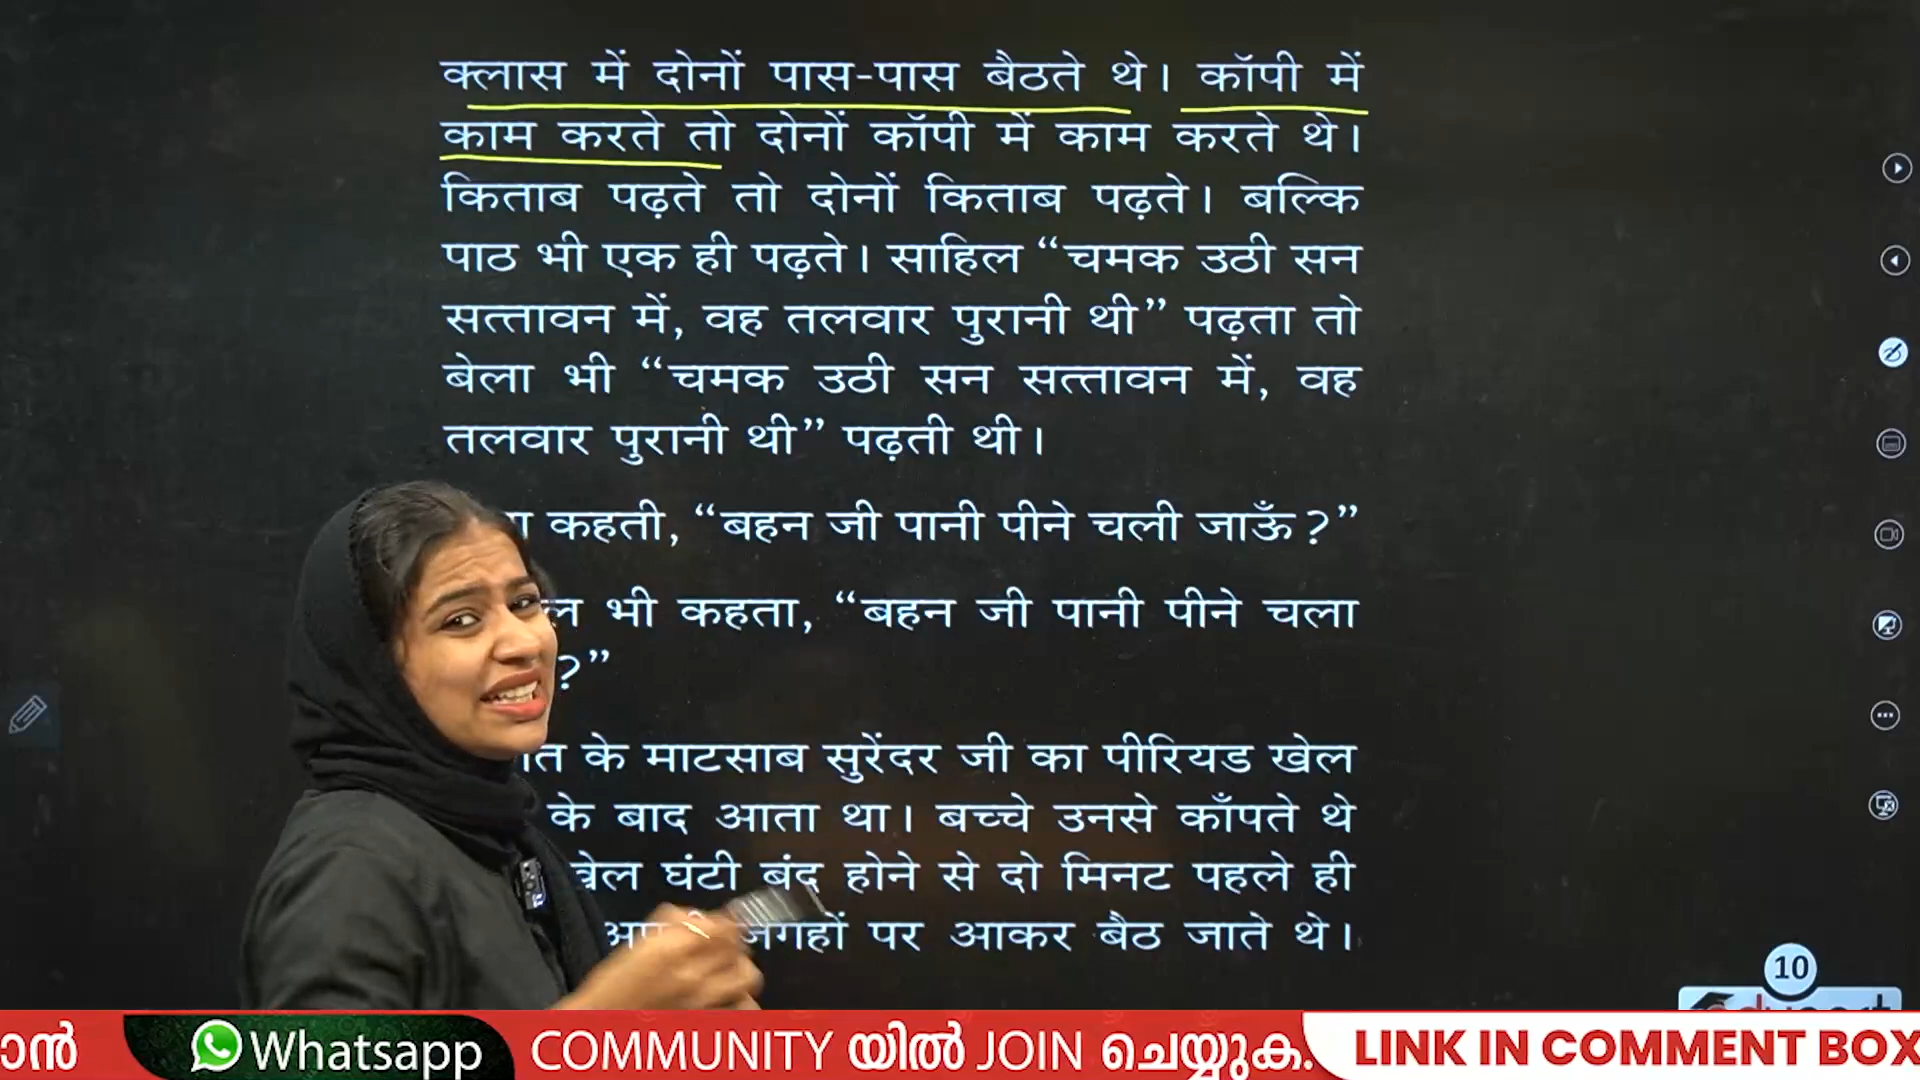 क्लास में दोनों पास-पास बैठते थे। कॉपी में
काम करते तो दोनों कॉपी में काम करते थे।
किताब पढ़ते तो दोनों किताब पढ़ते। बल्कि
पाठ भी एक ही पढ़ते। साहिल “चमक उठी सन
सत्तावन में, वह तलवार पुरानी थी” पढ़ता तो
बेला भी “चमक उठी सन सत्तावन में, वह
तलवार पुरानी थी” पढ़ती थी।
कहती, “बहन जी पानी पीने चली जाऊँ?”
भी कहता, “बहन जी पानी पीने चला
?”
के माटसाब सुरेंदर जी का पीरियड खेल
के बाद आता था। बच्चे उनसे काँपते थे
घंटी बंद होने से दो मिनट पहले ही
जगहों पर आकर बैठ जाते थे।
10
Whatsapp COMMUNITY യിൽ JOIN ചെയ്യുക. LINK IN COMMENT BOX